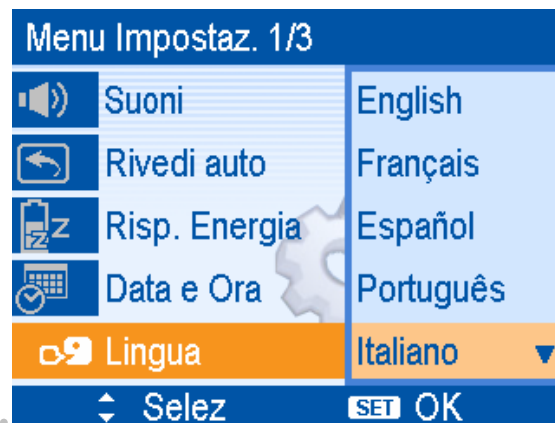 Menu Impostaz. 1/3
Suoni English
Rivedi auto Français
Risp. Energia Español
Data e Ora Português
Lingua Italiano
Selez SET OK